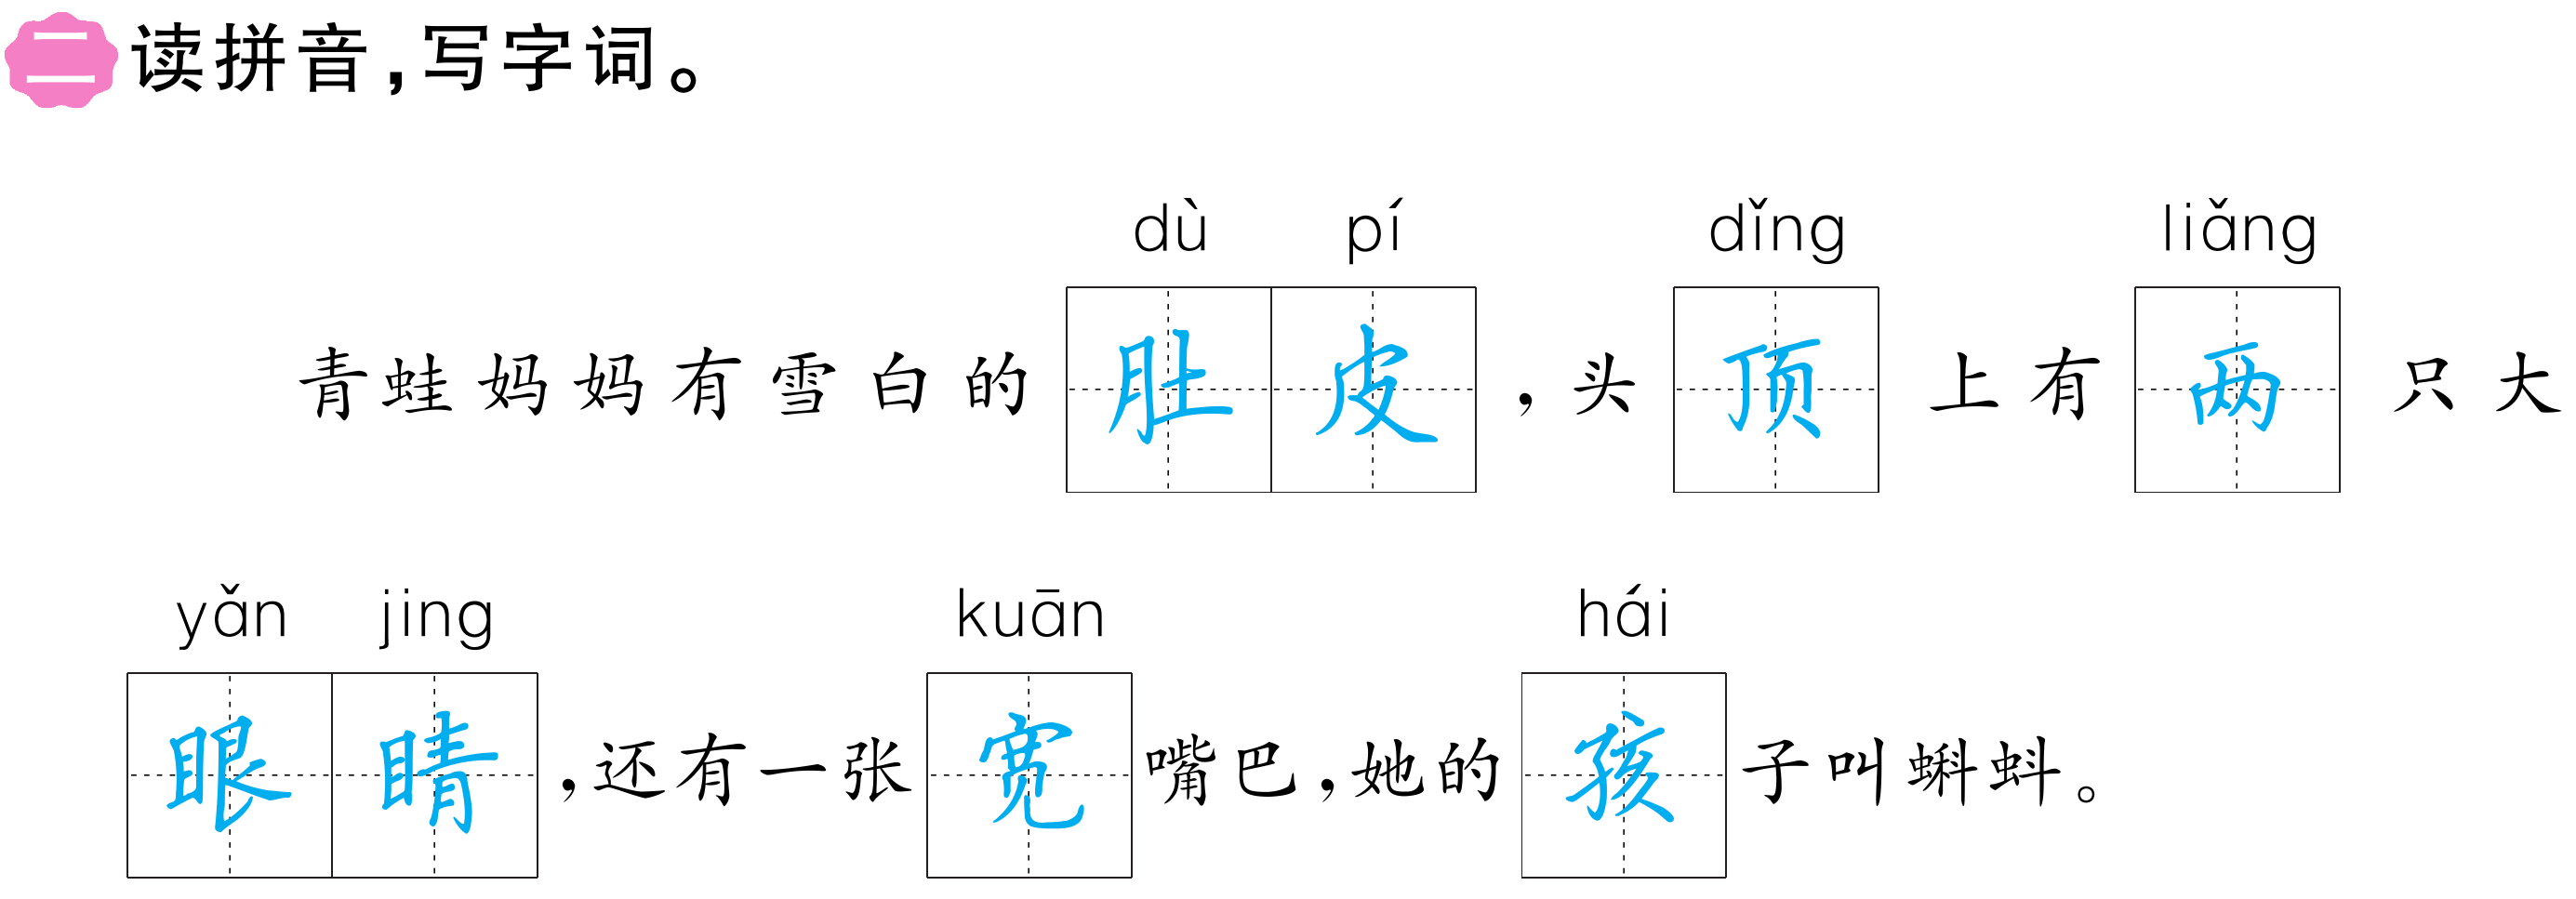 二 读拼音,写字词。
dù pí dǐng liǎng
青蛙妈妈有雪白的肚皮,头顶上有两只大
yǎn jing kuān hái
眼睛,还有一张宽嘴巴,她的孩子叫蝌蚪。